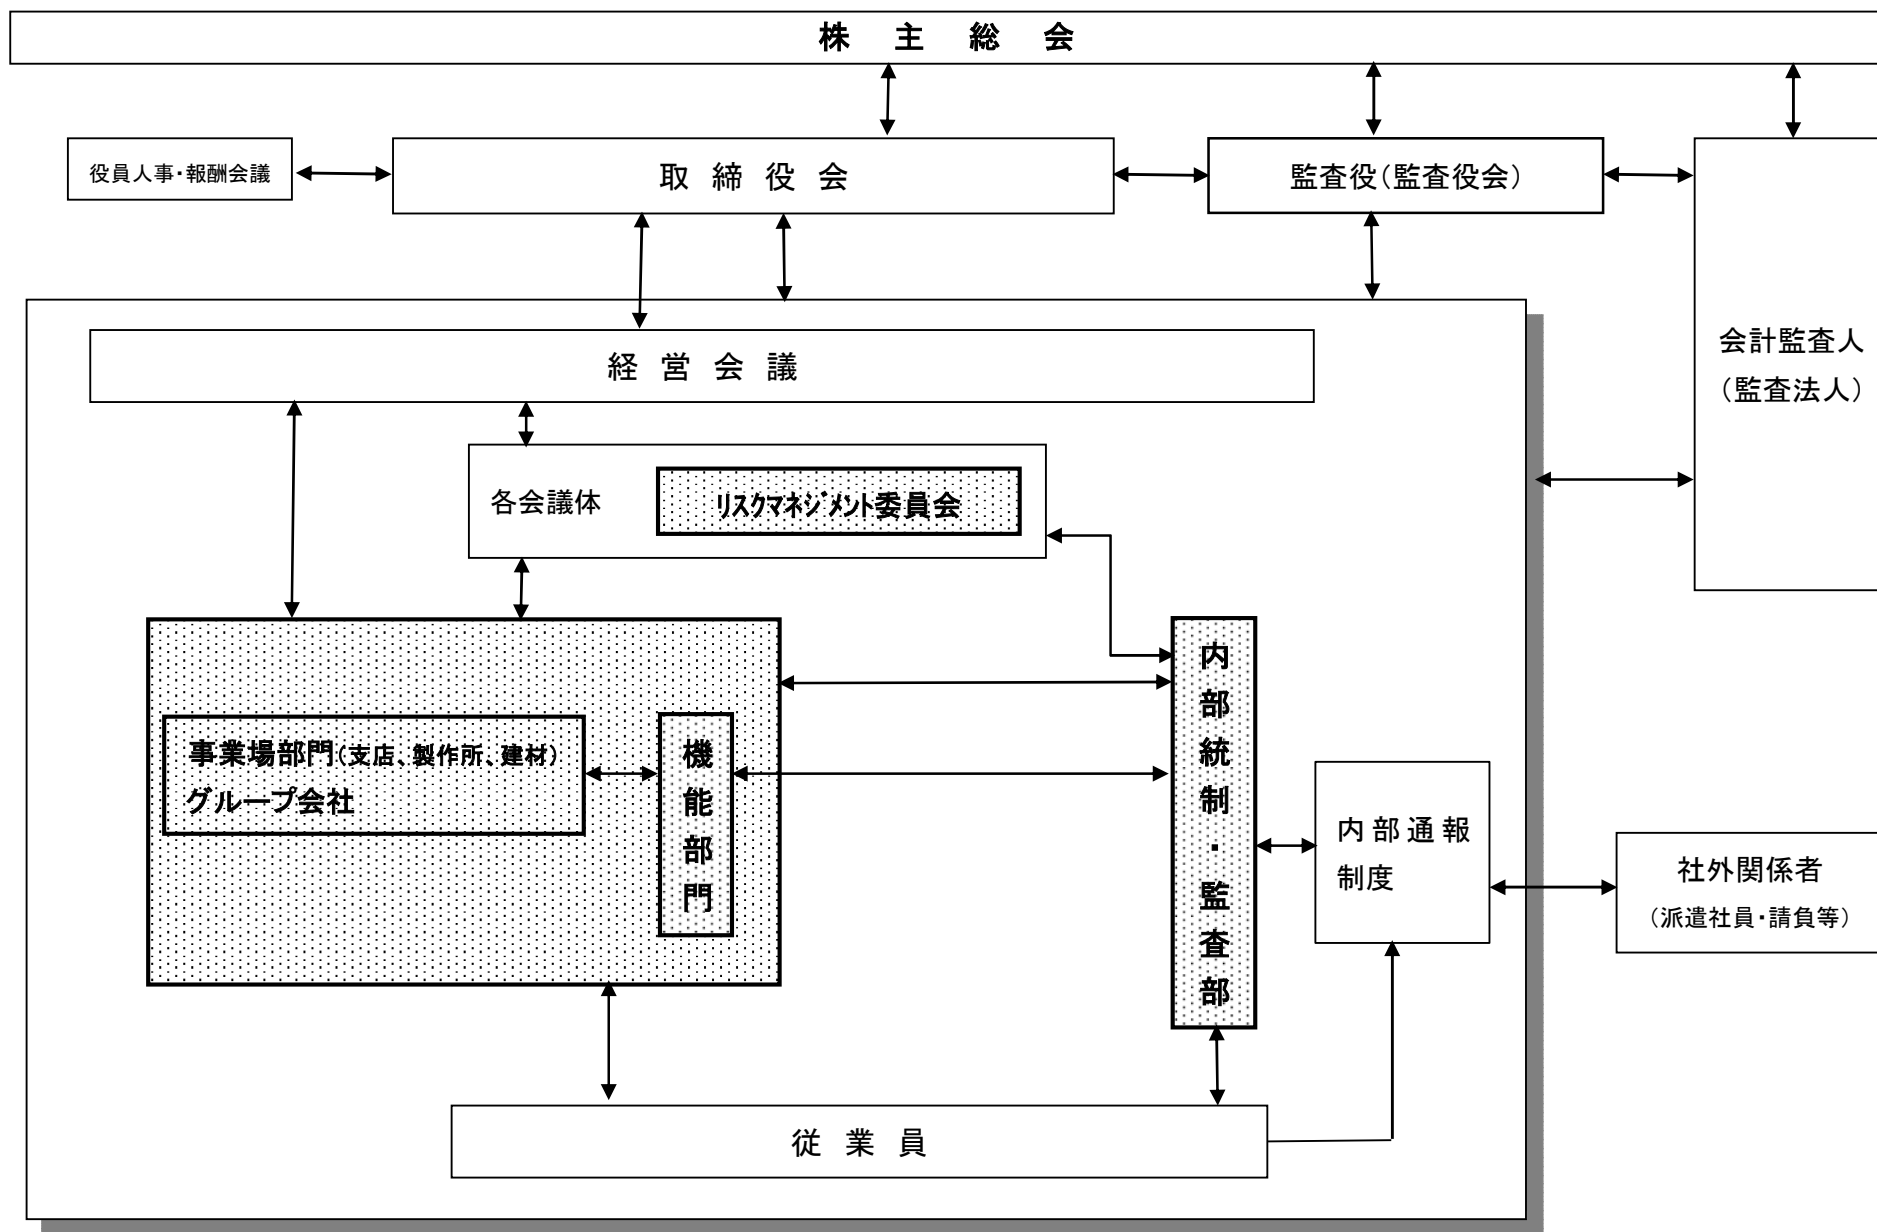 株主総会
役員人事・報酬会議
取締役会
監査役（監査役会）
会計監査人
（監査法人）
経営会議
各会議体
ﾘｽｸﾏﾈｼﾞﾒﾝﾄ委員会
事業場部門（支店、製作所、建材）
グループ会社
機能部門
内部統制・監査部
内部通報
制度
社外関係者
（派遣社員・請負等）
従業員